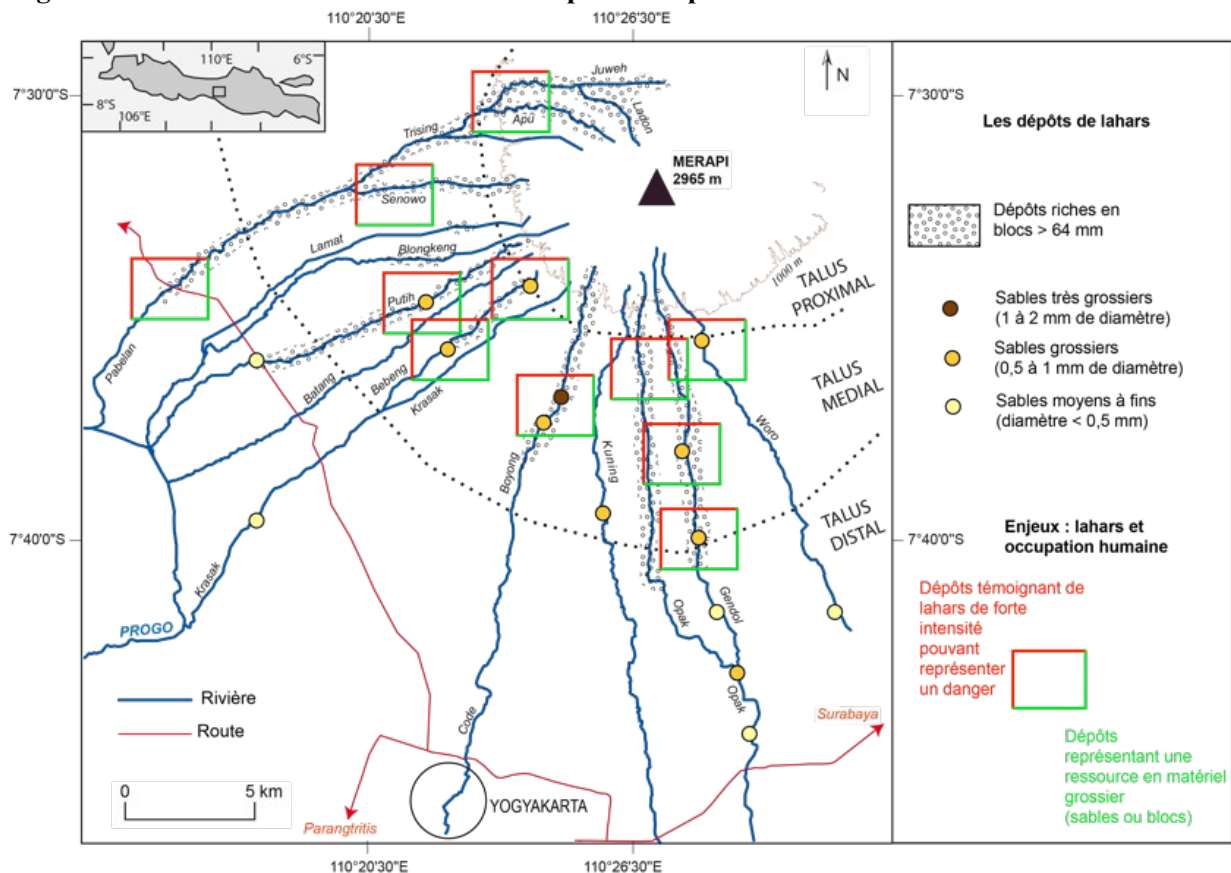 110°20'30"E
110°26'30"E
110°E
6°S
8°S
106°E
N
7°30'0"S
7°30'0"S
Juweh
Ladon
Apu
Trising
MERAPI
2965 m
Senowo
Lamat
Blongkeng
1000 m
TALUS
PROXIMAL
Putih
Pabelan
Batang
Bebeng
Krasak
TALUS
MEDIAL
Woro
Boyong
Kuning
TALUS
DISTAL
7°40'0"S
7°40'0"S
Krasak
PROGO
Opak
Gendol
Opak
Rivière
Route
Code
Surabaya
0
5 km
YOGYAKARTA
Parangtritis
110°20'30"E
110°26'30"E
Les dépôts de lahars
Dépôts riches en
blocs > 64 mm
Sables très grossiers
(1 à 2 mm de diamètre)
Sables grossiers
(0,5 à 1 mm de diamètre)
Sables moyens à fins
(diamètre < 0,5 mm)
Enjeux : lahars et
occupation humaine
Dépôts témoignant de
lahars de forte
intensité
pouvant
représenter
un danger
Dépôts
représentant une
ressource en matériel
grossier
(sables ou blocs)